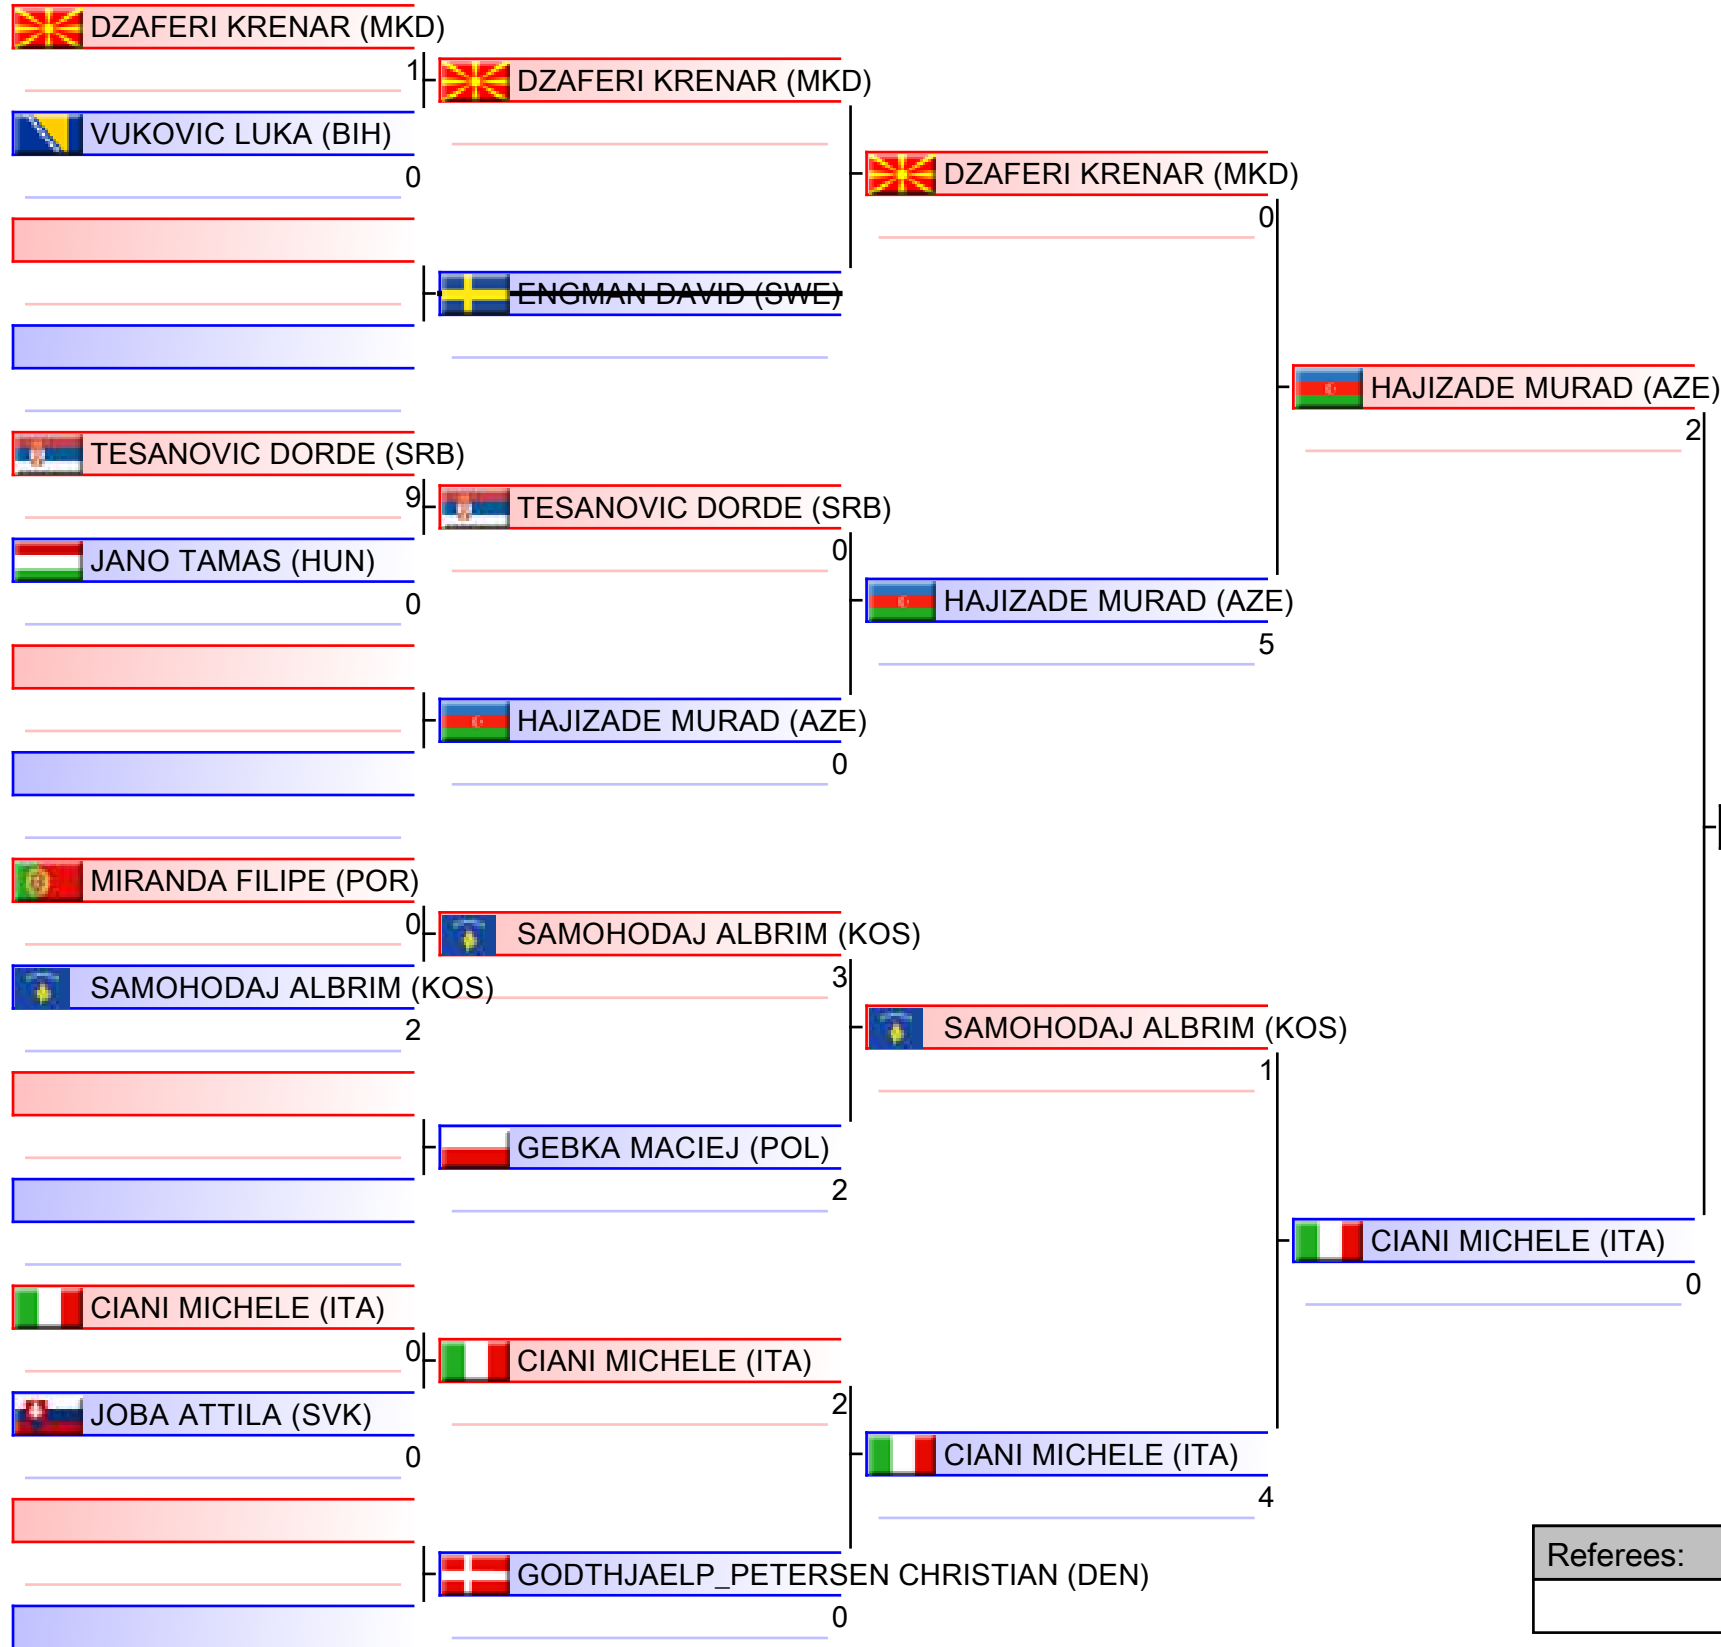 DZAFERI KRENAR (MKD)
1
VUKOVIC LUKA (BIH)
0
TESANOVIC DORDE (SRB)
9
JANO TAMAS (HUN)
0
MIRANDA FILIPE (POR)
0
SAMOHODAJ ALBRIM (KOS)
2
CIANI MICHELE (ITA)
0
JOBA ATTILA (SVK)
0
DZAFERI KRENAR (MKD)
ENGMAN DAVID (SWE)
TESANOVIC DORDE (SRB)
0
HAJIZADE MURAD (AZE)
0
SAMOHODAJ ALBRIM (KOS)
3
GEBKA MACIEJ (POL)
2
CIANI MICHELE (ITA)
2
GODTHJAELP_PETERSEN CHRISTIAN (DEN)
0
DZAFERI KRENAR (MKD)
0
HAJIZADE MURAD (AZE)
5
SAMOHODAJ ALBRIM (KOS)
1
CIANI MICHELE (ITA)
4
HAJIZADE MURAD (AZE)
2
CIANI MICHELE (ITA)
0
Referees: